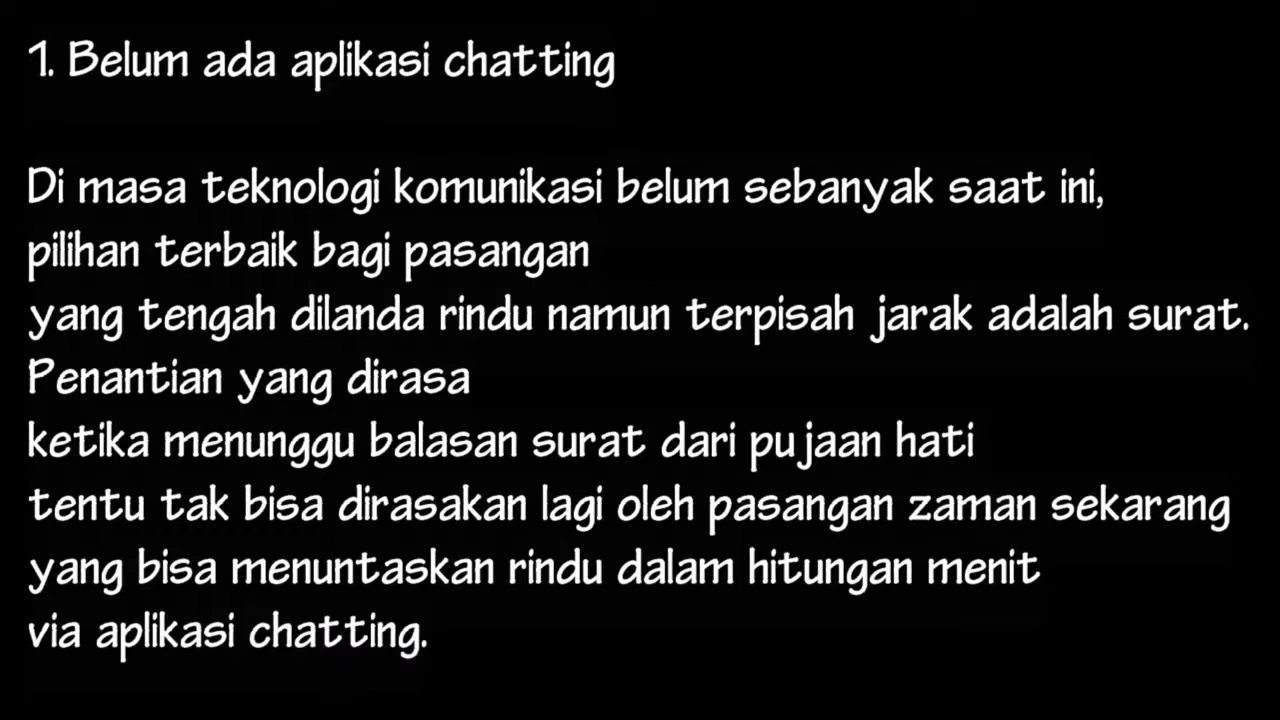 1. Belum ada aplikasi chatting
Di masa teknologi komunikasi belum sebanyak saat ini,
pilihan terbaik bagi pasangan
yang tengah dilanda rindu namun terpisah jarak adalah surat.
Penantian yang dirasa
ketika menunggu balasan surat dari pujaan hati
tentu tak bisa dirasakan lagi oleh pasangan zaman sekarang
yang bisa menuntaskan rindu dalam hitungan menit
via aplikasi chatting.